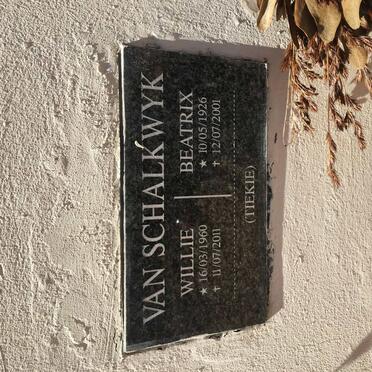 VAN SCHALKWYK
WILLIE BEATRIX
★ 16/03/1960 ★ 10/05/1926
✝ 11/07/2011 ✝ 12/07/2001
(TIEKIE)